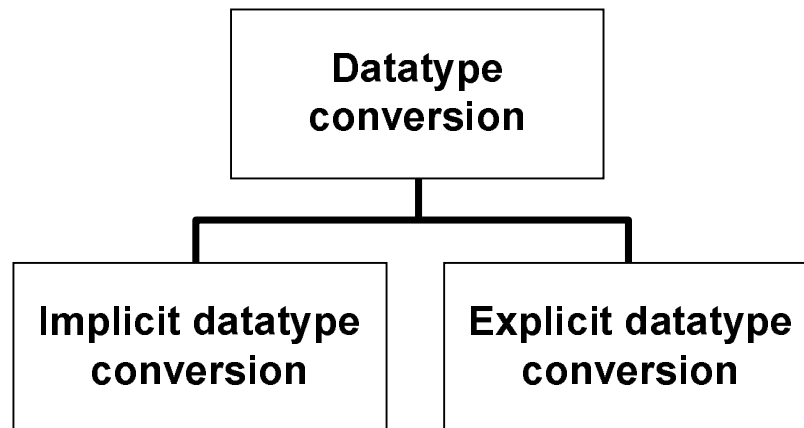 Datatype
conversion
Implicit datatype
conversion
Explicit datatype
conversion